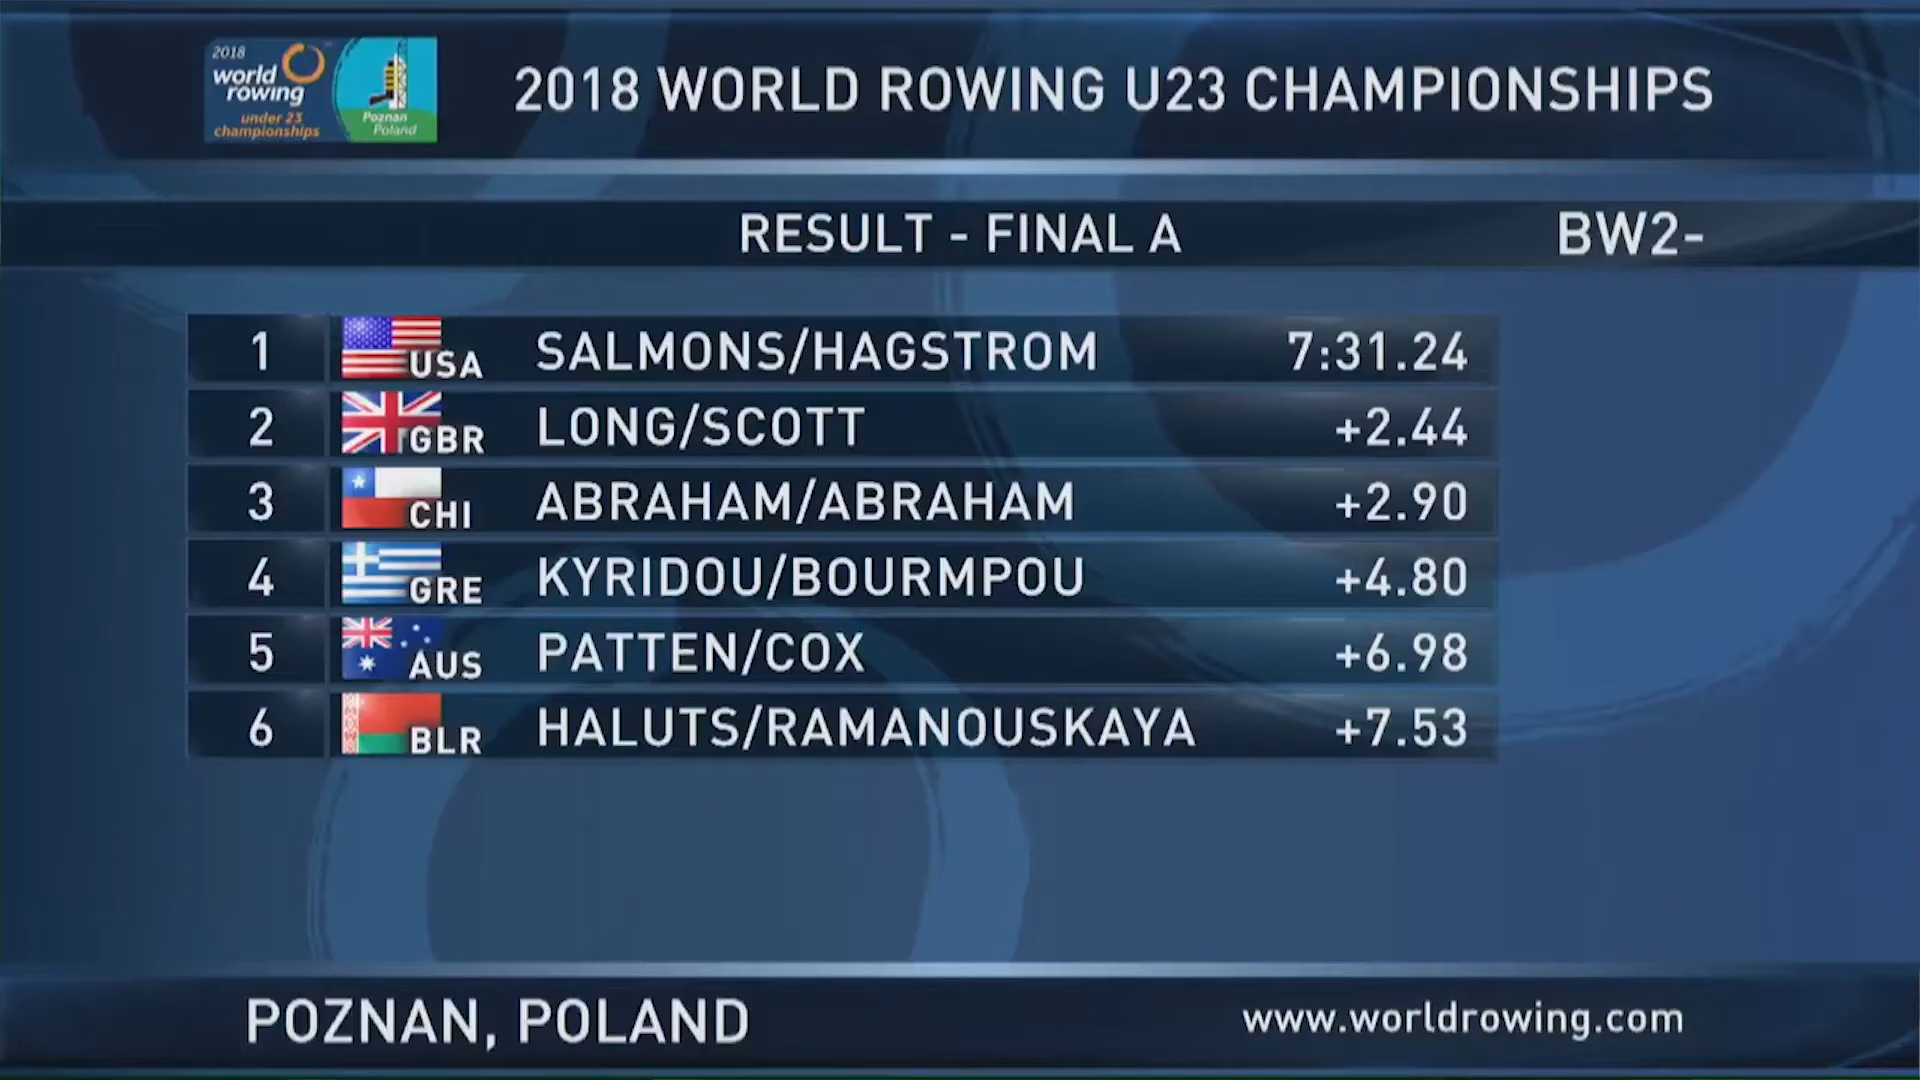 2018
world
rowing
under 23
championships
Poznan
Poland
2018 WORLD ROWING U23 CHAMPIONSHIPS
RESULT - FINAL A BW2-
1 USA SALMONS/HAGSTROM 7:31.24
2 GBR LONG/SCOTT +2.44
3 CHI ABRAHAM/ABRAHAM +2.90
4 GRE KYRIDOU/BOURMPOU +4.80
5 AUS PATTEN/COX +6.98
6 BLR HALUTS/RAMANOUSKAYA +7.53
POZNAN, POLAND www.worldrowing.com